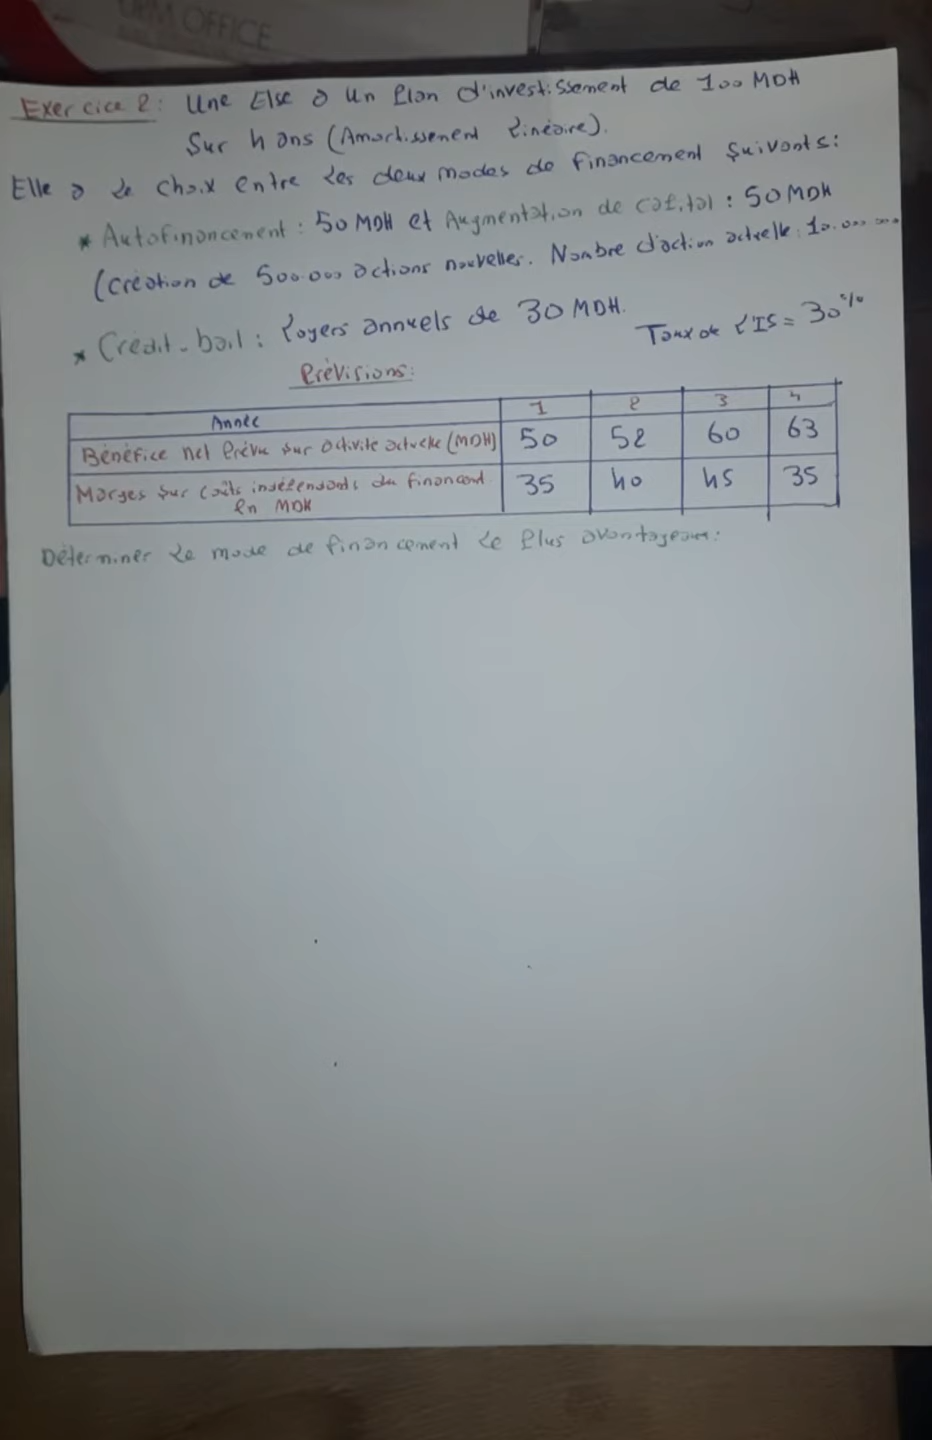 OFFICE
Exercice 2: Une Else a un plan d'investissement de 100 MDH
Sur 4 ans (Amortissement linéaire).
Elle a le choix entre les deux modes de financement suivants:
* Autofinancement: 50 MDH et Augmentation de capital: 50 MDH
(création de 500.000 actions nouvelles. Nombre d'action actuelle: 10.000.000
* Crédit-bail: loyers annuels de 30 MDH.
Taux de l'IS = 30%
Prévisions:
Année 1 2 3 4
Bénéfice net Prévu sur activité actuelle (MDH) 50 52 60 63
Marges sur coûts indépendants du financemt 35 40 45 35
en MDH
Déterminer le mode de financement le plus avantageux: